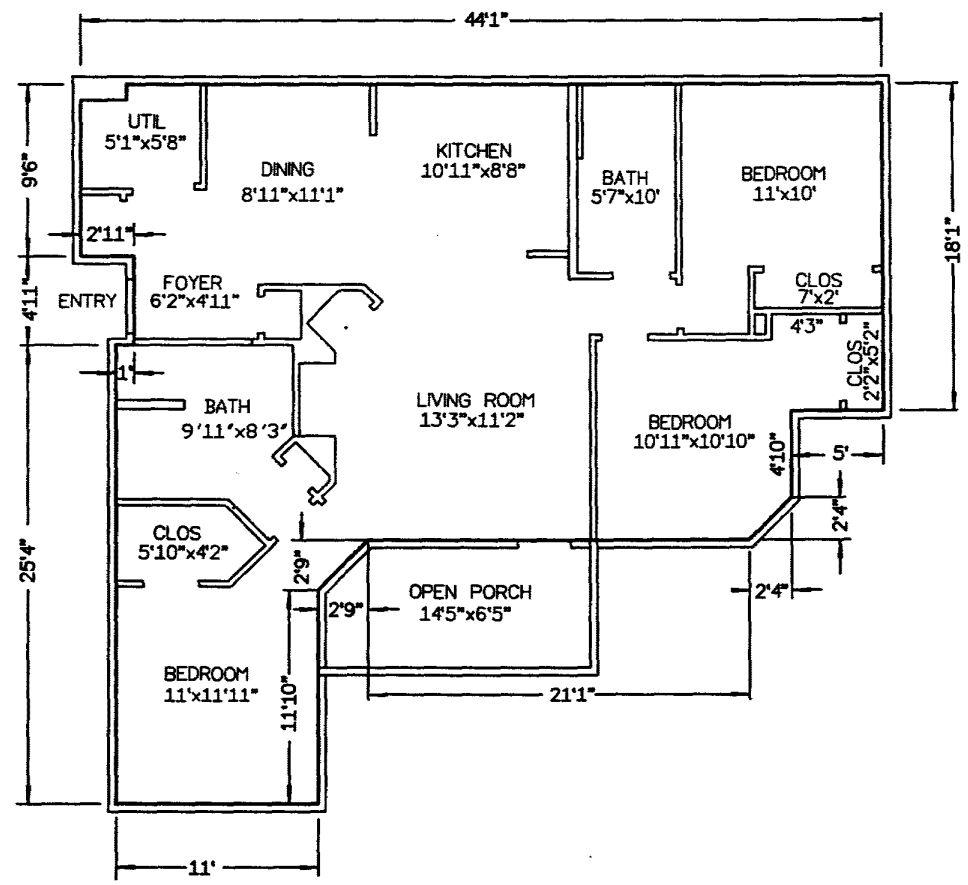 44'1"
UTIL
5'1"x5'8"
9'6"
DINING
8'11"x11'1"
KITCHEN
10'11"x8'8"
BATH
5'7"x10'
BEDROOM
11'x10'
18'1"
2'11"
4'11"
ENTRY
FOYER
6'2"x4'11"
CLOS
7'x2'
4'3"
CLOS
2'2"x5'2"
1'
BATH
9'11"x8'3"
LIVING ROOM
13'3"x11'2"
BEDROOM
10'11"x10'10"
4'10"
5'
2'4"
2'4"
25'4"
CLOS
5'10"x4'2"
2'9"
2'9"
OPEN PORCH
14'5"x6'5"
BEDROOM
11'x11'11"
11'10"
21'1"
11'